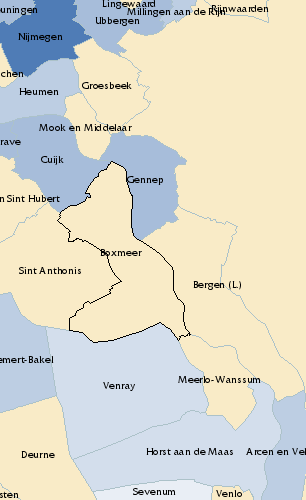 uningen
Lingewaard
Millingen aan de Rijn
Rijnwaarden
Ubbergen
Nijmegen
chen
Groesbeek
Heumen
Mook en Middelaar
rave
Cuijk
Gennep
n Sint Hubert
Boxmeer
Sint Anthonis
Bergen (L)
emert-Bakel
Venray
Meerlo-Wanssum
Deurne
Horst aan de Maas
Arcen en Vel
sten
Sevenum
Venlo